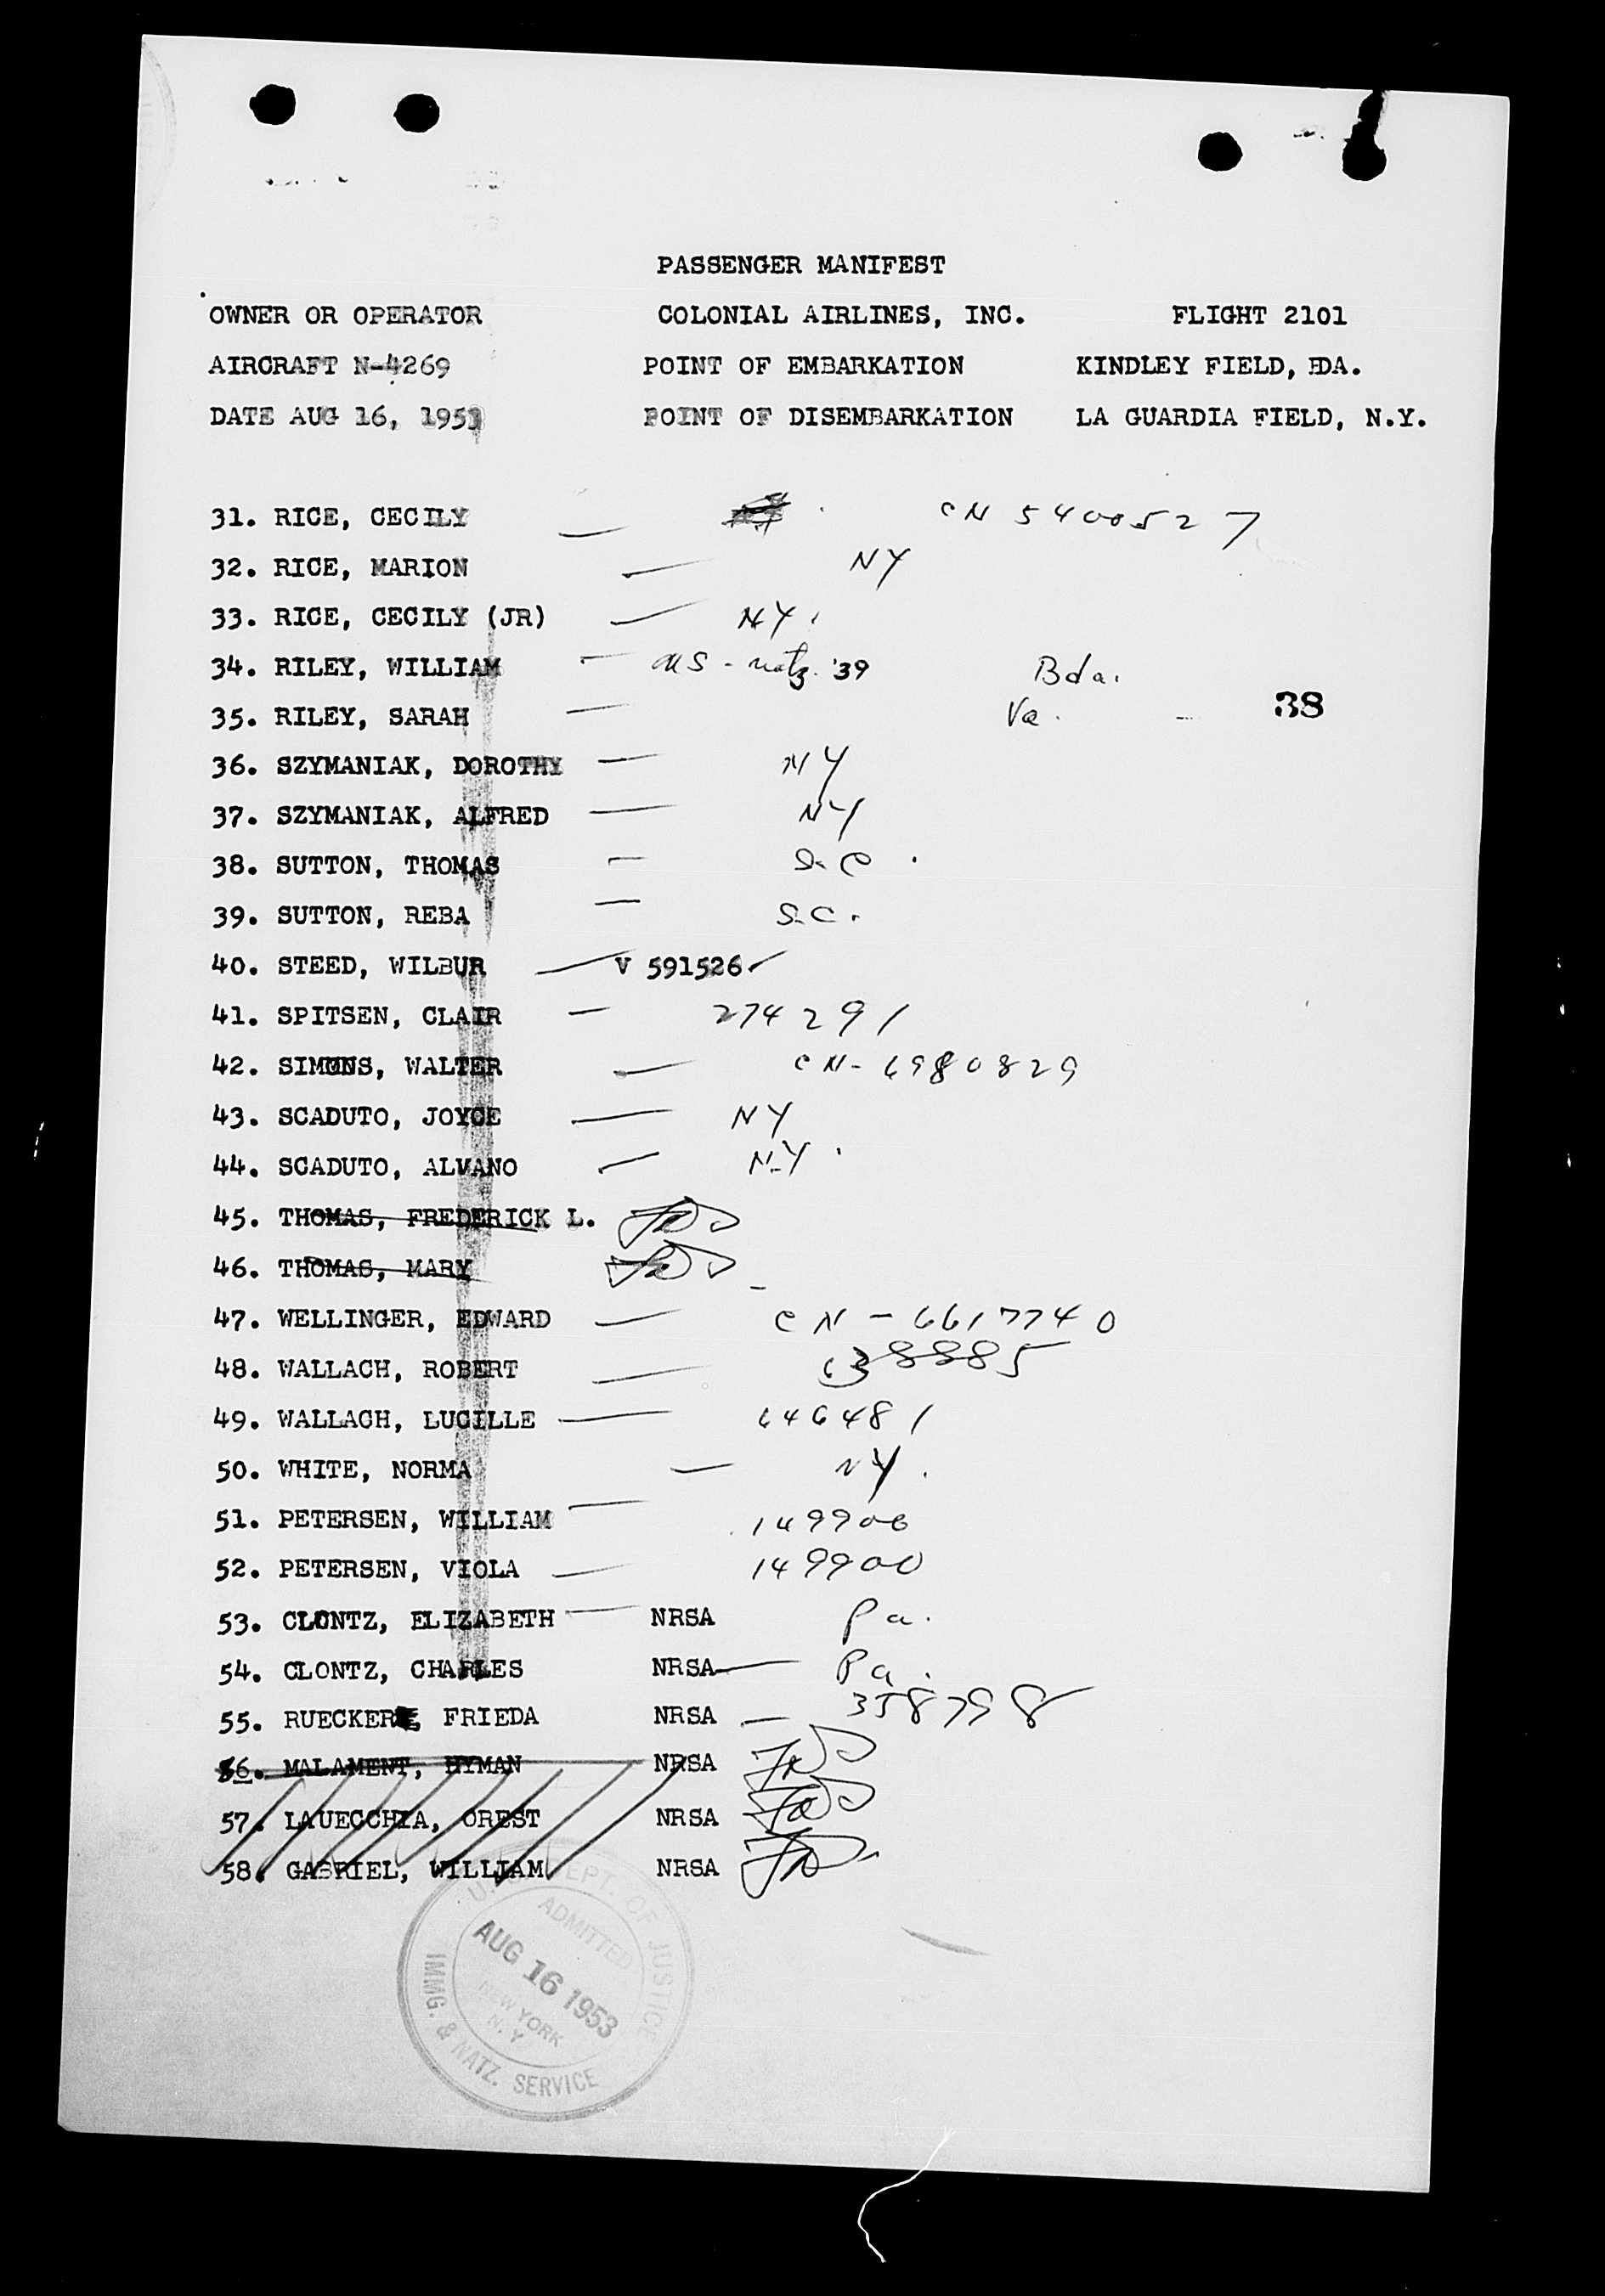 PASSENGER MANIFEST
OWNER OR OPERATOR COLONIAL AIRLINES, INC. FLIGHT 2101
AIRCRAFT N-4269 POINT OF EMBARKATION KINDLEY FIELD, BDA.
DATE AUG 16, 1953 POINT OF DISEMBARKATION LA GUARDIA FIELD, N.Y.
31. RICE, CECILY — CN 5400527
32. RICE, MARION — NY
33. RICE, CECILY (JR) — NY.
34. RILEY, WILLIAM — US - natz. '39 Bda.
35. RILEY, SARAH — Va. 38
36. SZYMANIAK, DOROTHY — NY
37. SZYMANIAK, ALFRED — NY
38. SUTTON, THOMAS — S.C.
39. SUTTON, REBA — S.C.
40. STEED, WILBUR — V 591526
41. SPITSEN, CLAIR — 274291
42. SIMONS, WALTER — CN- 6980829
43. SCADUTO, JOYCE — NY
44. SCADUTO, ALVANO — N.Y.
45. THOMAS, FREDERICK L.
46. THOMAS, MARY
47. WELLINGER, EDWARD — CN - 6617740
48. WALLACH, ROBERT — 638885
49. WALLACH, LUCILLE — 646481
50. WHITE, NORMA — NY.
51. PETERSEN, WILLIAM — 149900
52. PETERSEN, VIOLA — 149900
53. CLONTZ, ELIZABETH — NRSA Pa.
54. CLONTZ, CHARLES NRSA — Pa.
55. RUECKER, FRIEDA NRSA — 358798
56. MALAMENT, HYMAN NRSA
57. LAUECCHIA, OREST NRSA
58. GABRIEL, WILLIAM NRSA
U.S. DEPT. OF JUSTICE
ADMITTED
AUG 16 1953
NEW YORK
N.Y.
IMMG. & NATZ. SERVICE